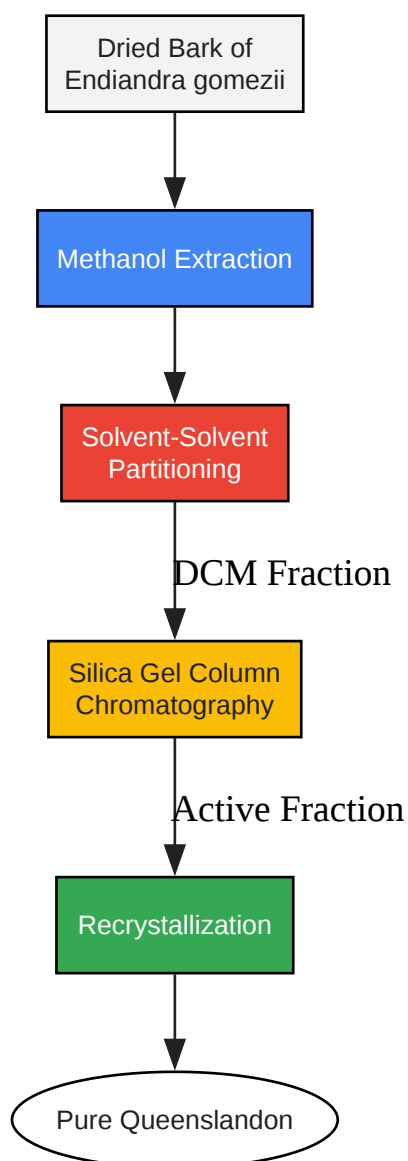 Dried Bark of
Endiandra gomezii
Methanol Extraction
Solvent-Solvent
Partitioning
DCM Fraction
Silica Gel Column
Chromatography
Active Fraction
Recrystallization
Pure Queenslandon